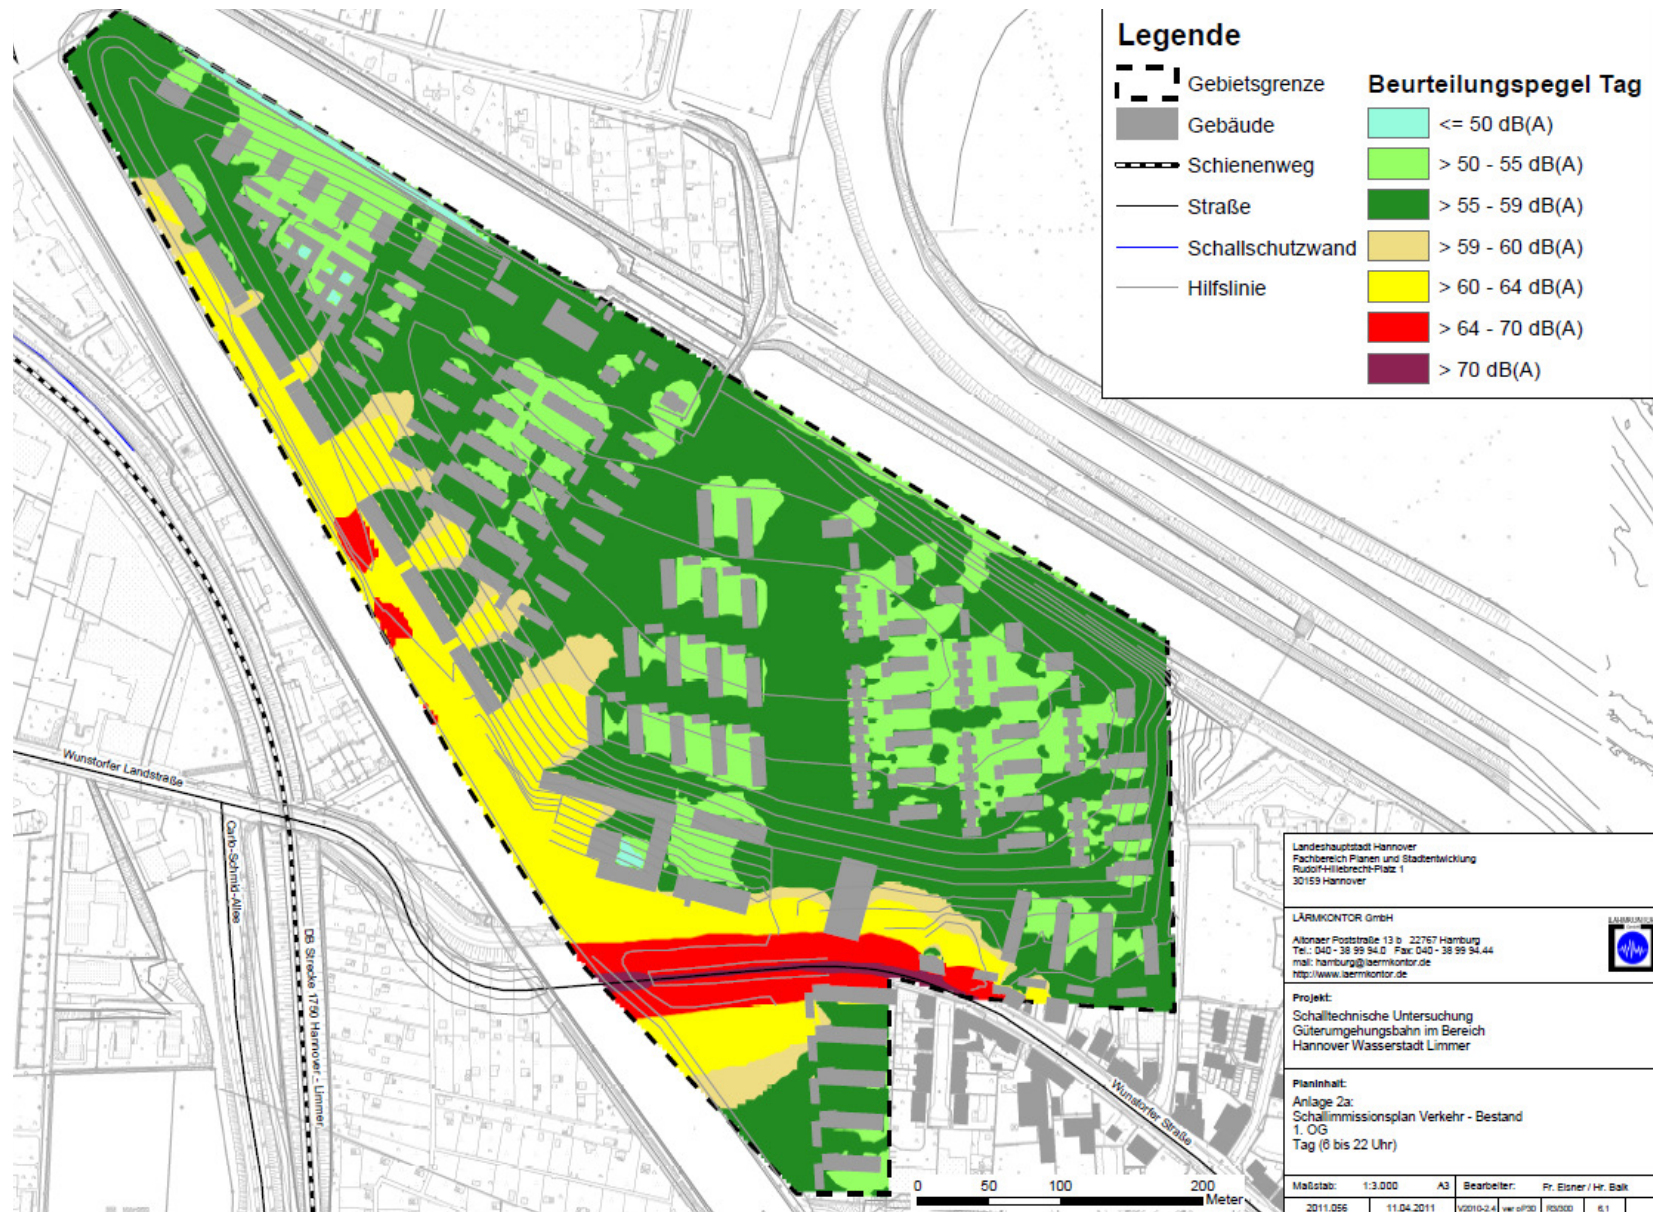 Legende
Gebietsgrenze
Gebäude
Schienenweg
Straße
Schallschutzwand
Hilfslinie
Beurteilungspegel Tag
<= 50 dB(A)
> 50 - 55 dB(A)
> 55 - 59 dB(A)
> 59 - 60 dB(A)
> 60 - 64 dB(A)
> 64 - 70 dB(A)
> 70 dB(A)
Wunstorfer Landstraße
Carlo-Schmid-Allee
DB Strecke 1750 Hannover - Limmer
Wunstorfer Straße
0 50 100 200
Meter
Landeshauptstadt Hannover
Fachbereich Planen und Stadtentwicklung
Rudolf-Hillebrecht-Platz 1
30159 Hannover
LÄRMKONTOR GmbH
Altonaer Poststraße 13 b 22767 Hamburg
Tel.: 040 - 38 99 94.0 Fax: 040 - 38 99 94.44
mail: hamburg@laermkontor.de
http://www.laermkontor.de
Projekt:
Schalltechnische Untersuchung
Güterumgehungsbahn im Bereich
Hannover Wasserstadt Limmer
Planinhalt:
Anlage 2a:
Schallimmissionsplan Verkehr - Bestand
1. OG
Tag (6 bis 22 Uhr)
Maßstab: 1:3.000 A3 Bearbeiter: Fr. Eisner / Hr. Balk
2011.056 11.04.2011